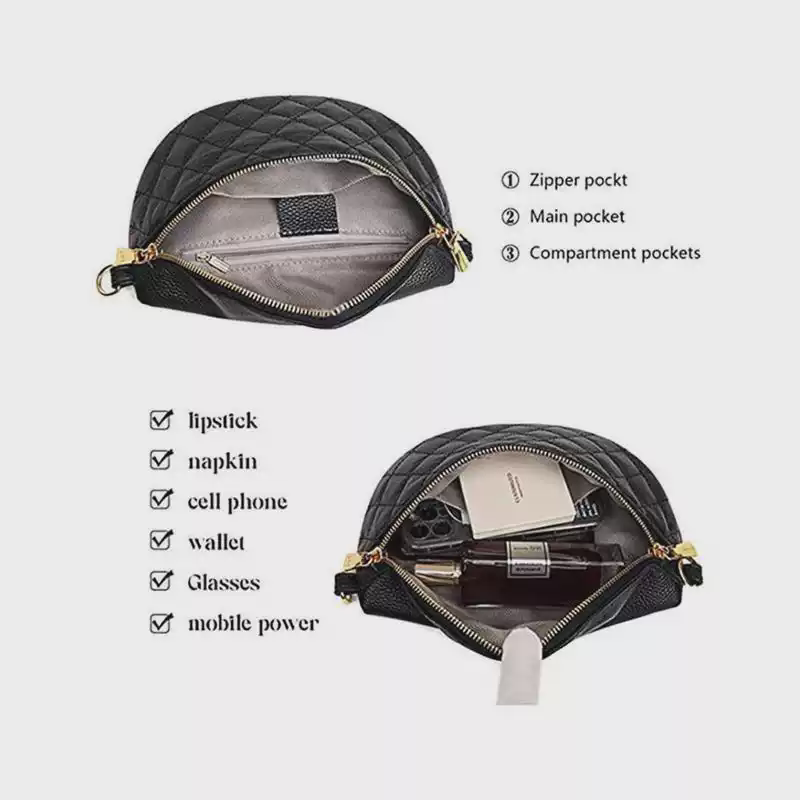 ① Zipper pockt
② Main pocket
③ Compartment pockets
lipstick
napkin
cell phone
wallet
Glasses
mobile power